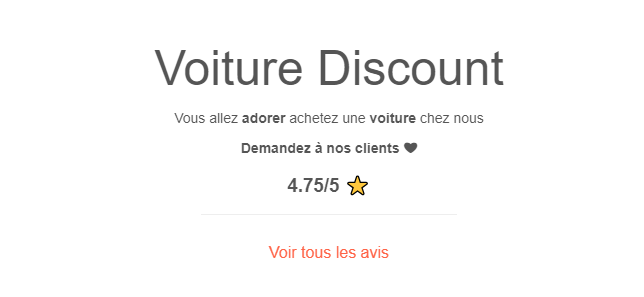 Voiture Discount
Vous allez adorer achetez une voiture chez nous
Demandez à nos clients
4.75/5
Voir tous les avis